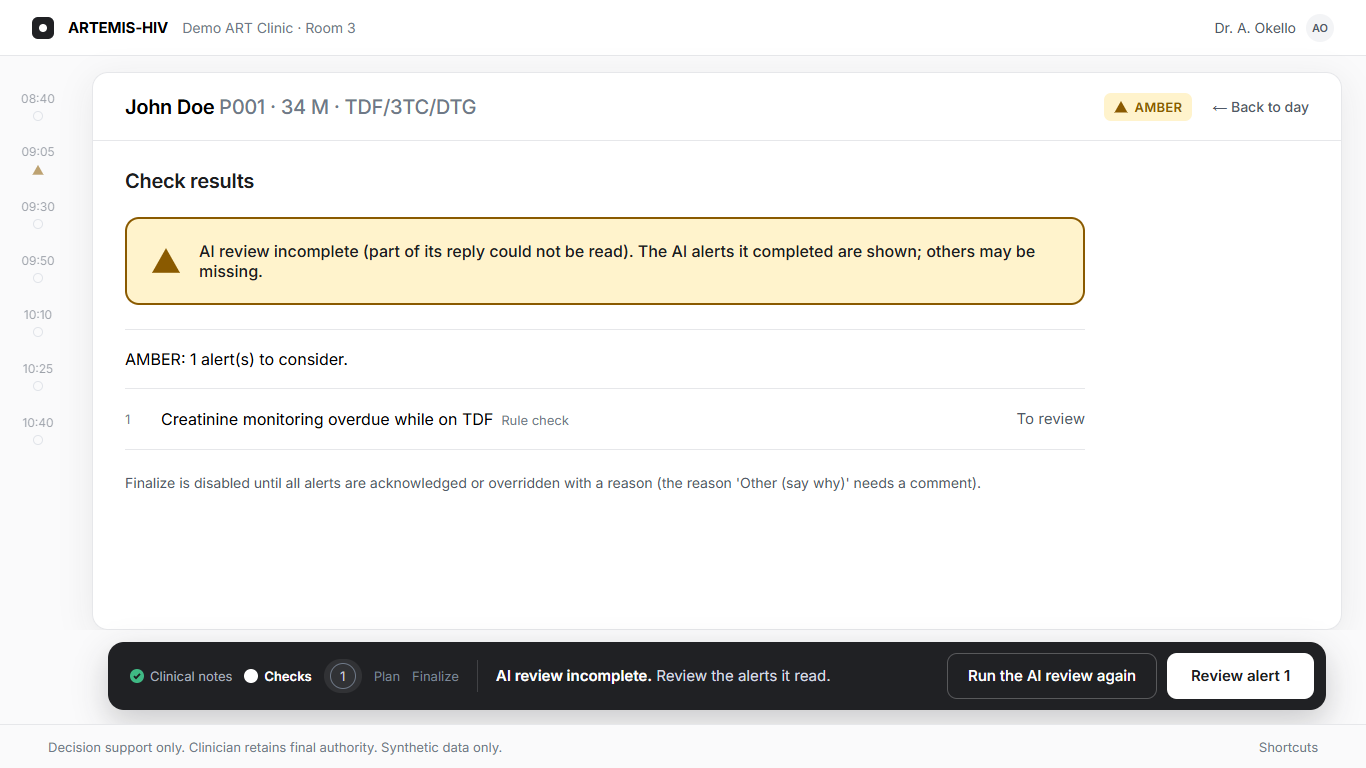 ARTEMIS-HIV Demo ART Clinic · Room 3
Dr. A. Okello AO
08:40
09:05
09:30
09:50
10:10
10:25
10:40
John Doe P001 · 34 M · TDF/3TC/DTG
AMBER
← Back to day
Check results
AI review incomplete (part of its reply could not be read). The AI alerts it completed are shown; others may be
missing.
AMBER: 1 alert(s) to consider.
1 Creatinine monitoring overdue while on TDF Rule check To review
Finalize is disabled until all alerts are acknowledged or overridden with a reason (the reason 'Other (say why)' needs a comment).
Clinical notes Checks 1 Plan Finalize
AI review incomplete. Review the alerts it read.
Run the AI review again
Review alert 1
Decision support only. Clinician retains final authority. Synthetic data only.
Shortcuts